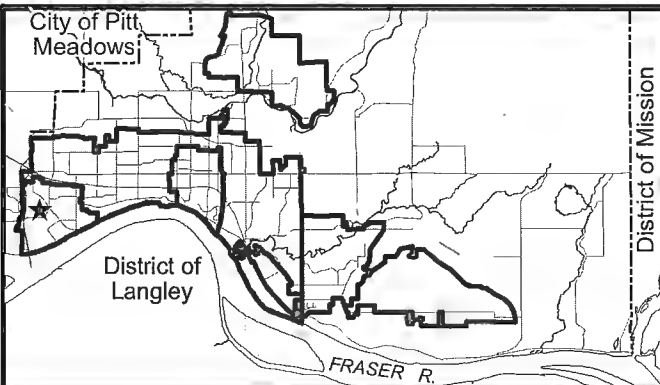 City of Pitt
Meadows
District of Mission
District of
Langley
FRASER R.